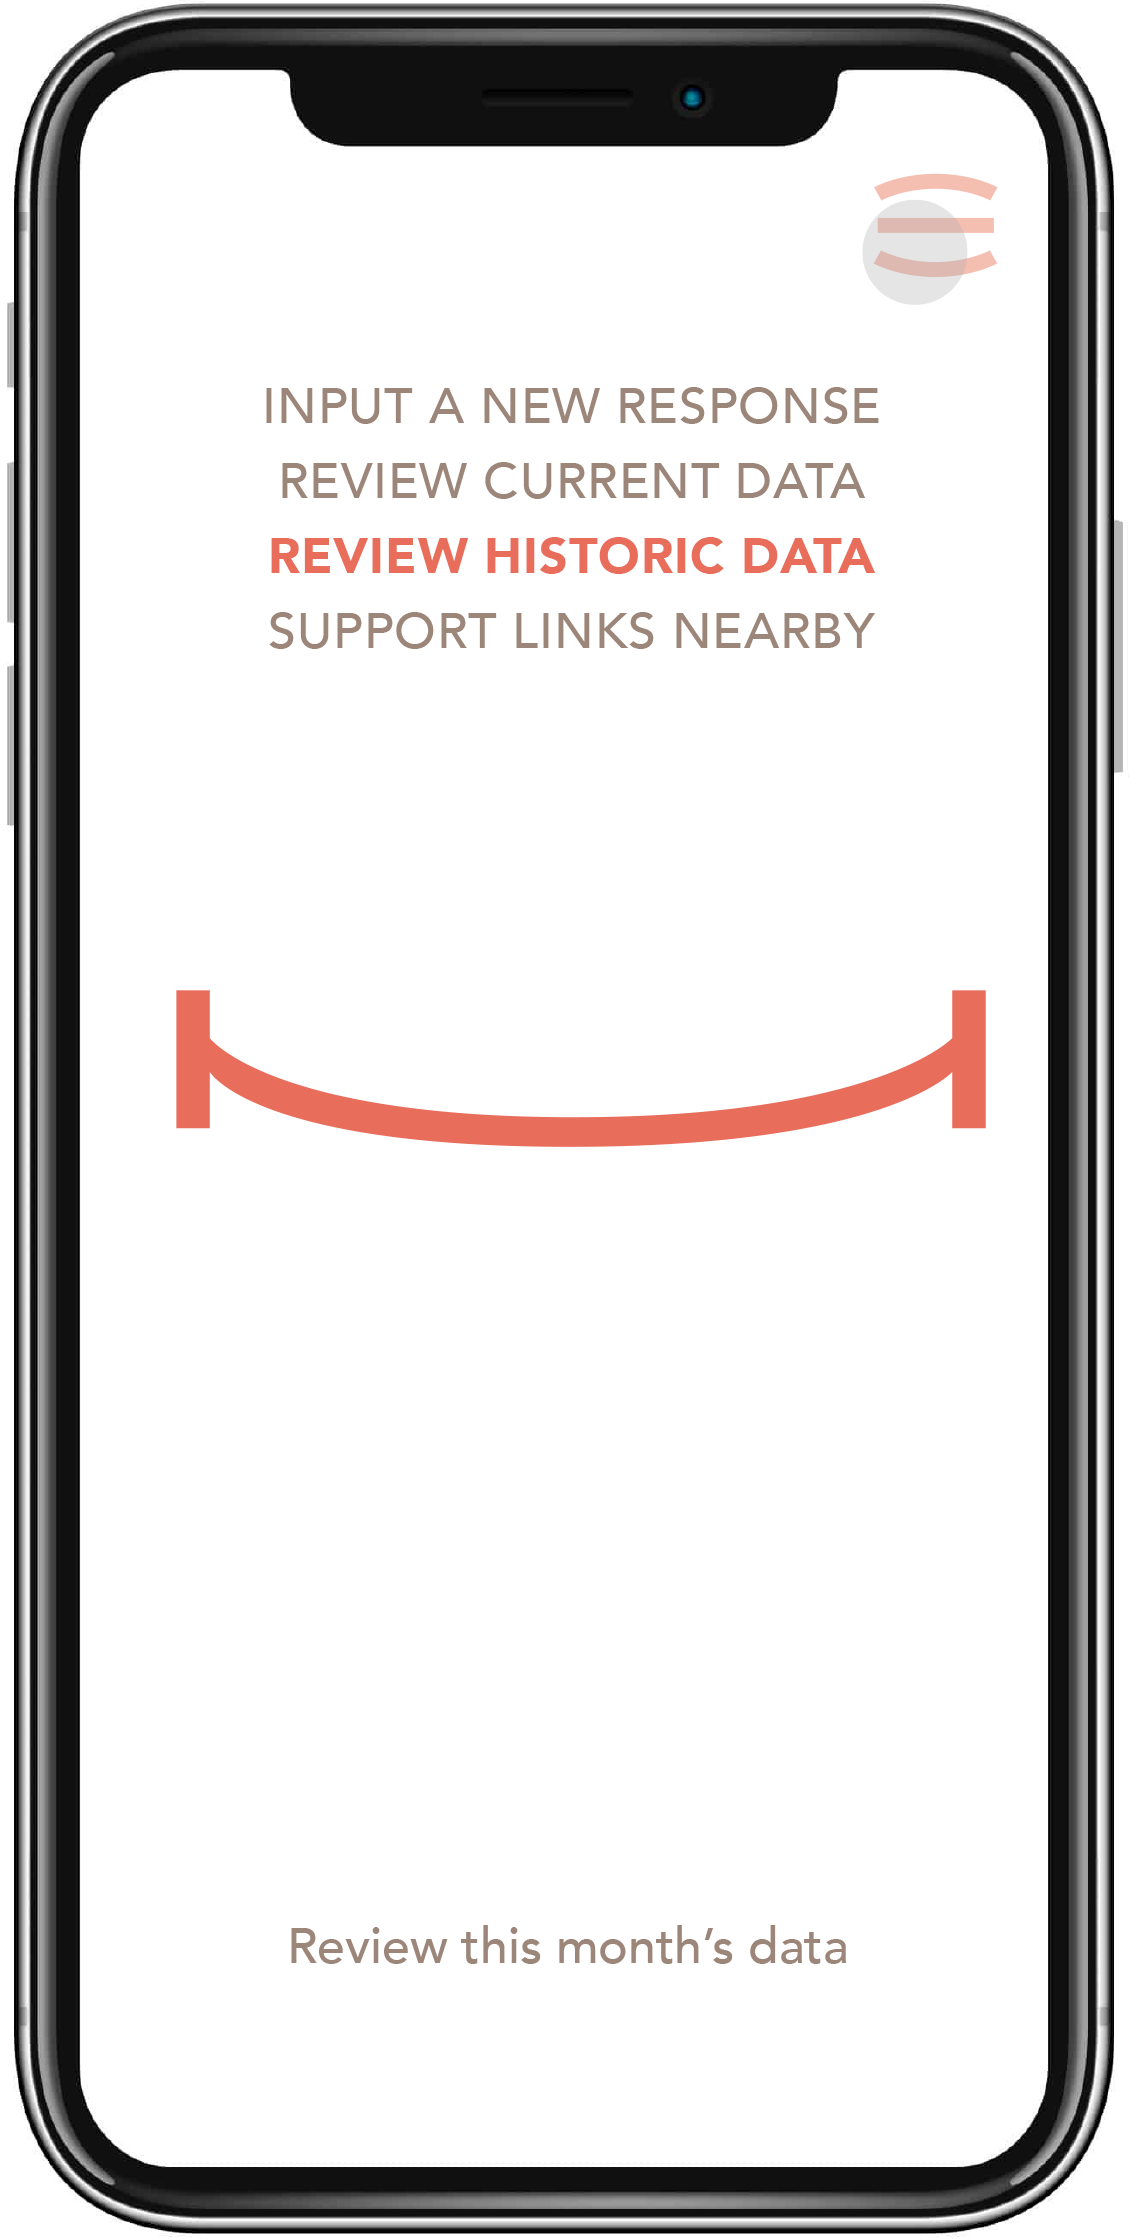 INPUT A NEW RESPONSE
REVIEW CURRENT DATA
REVIEW HISTORIC DATA
SUPPORT LINKS NEARBY
Review this month’s data